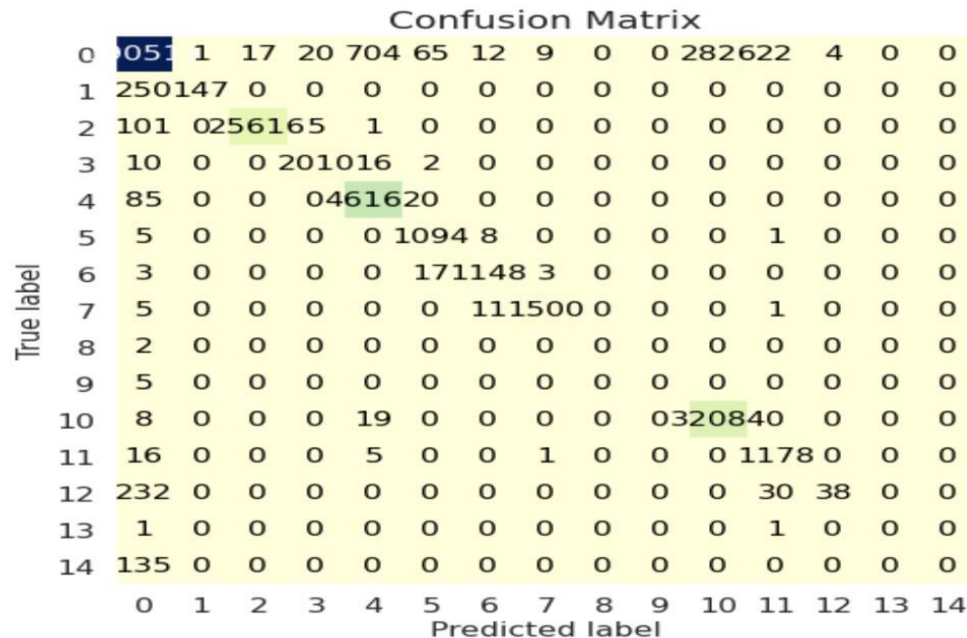 Confusion Matrix
0 1 17 20 704 65 12 9 0 0 282622 4 0 0
1 250147 0 0 0 0 0 0 0 0 0 0 0 0 0
2 101 0256165 1 0 0 0 0 0 0 0 0 0 0
3 10 0 0 201016 2 0 0 0 0 0 0 0 0 0
4 85 0 0 0461620 0 0 0 0 0 0 0 0 0
5 5 0 0 0 0 1094 8 0 0 0 0 1 0 0 0
6 3 0 0 0 0 171148 3 0 0 0 0 0 0 0
7 5 0 0 0 0 0 111500 0 0 0 1 0 0 0
8 2 0 0 0 0 0 0 0 0 0 0 0 0 0 0
9 5 0 0 0 0 0 0 0 0 0 0 0 0 0 0
10 8 0 0 0 19 0 0 0 0 0320840 0 0 0
11 16 0 0 0 5 0 0 1 0 0 0 1178 0 0 0
12 232 0 0 0 0 0 0 0 0 0 0 30 38 0 0
13 1 0 0 0 0 0 0 0 0 0 0 1 0 0 0
14 135 0 0 0 0 0 0 0 0 0 0 0 0 0 0
0 1 2 3 4 5 6 7 8 9 10 11 12 13 14
Predicted label
True label